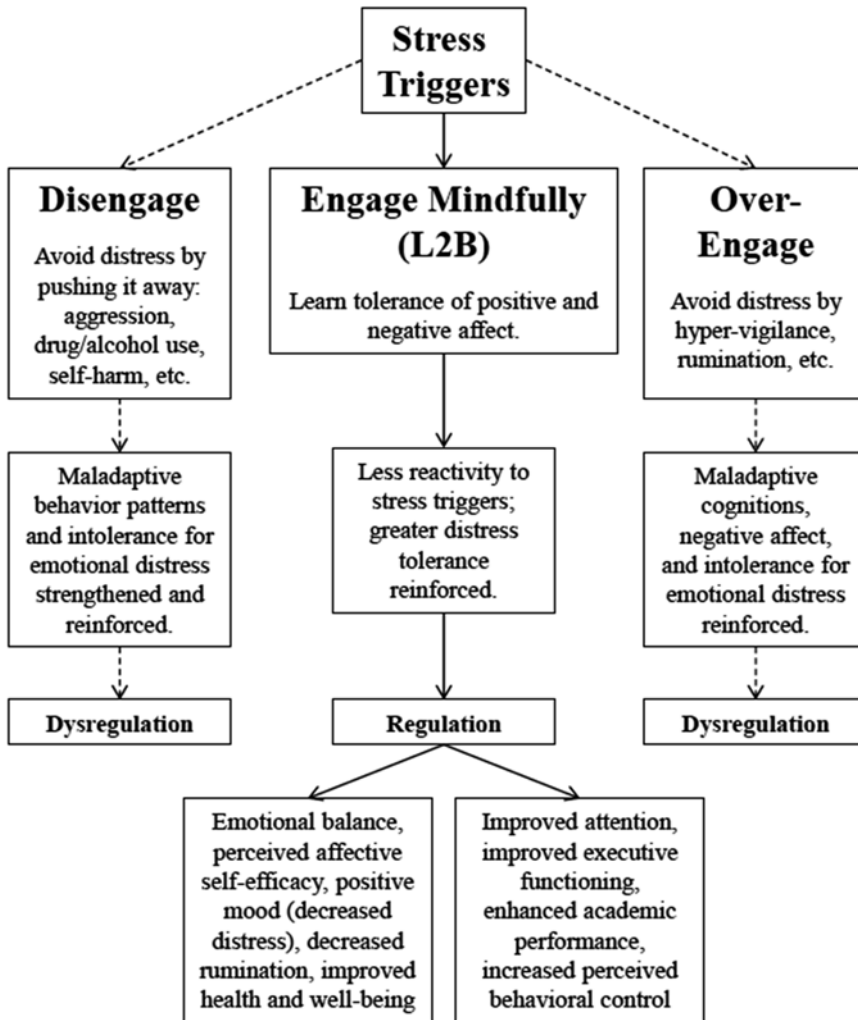 Stress
Triggers
Disengage
Avoid distress by
pushing it away:
aggression,
drug/alcohol use,
self-harm, etc.
Engage Mindfully
(L2B)
Learn tolerance of positive and
negative affect.
Over-
Engage
Avoid distress by
hyper-vigilance,
rumination, etc.
Maladaptive
behavior patterns
and intolerance for
emotional distress
strengthened and
reinforced.
Less reactivity to
stress triggers;
greater distress
tolerance
reinforced.
Maladaptive
cognitions,
negative affect,
and intolerance for
emotional distress
reinforced.
Dysregulation
Regulation
Dysregulation
Emotional balance,
perceived affective
self-efficacy, positive
mood (decreased
distress), decreased
rumination, improved
health and well-being
Improved attention,
improved executive
functioning,
enhanced academic
performance,
increased perceived
behavioral control